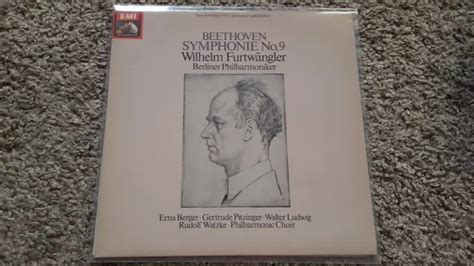 EMI
BEETHOVEN
SYMPHONIE No.9
Wilhelm Furtwängler
Berliner Philharmoniker
Erna Berger · Gertrude Pitzinger · Walter Ludwig
Rudolf Watzke · Philharmonic Choir